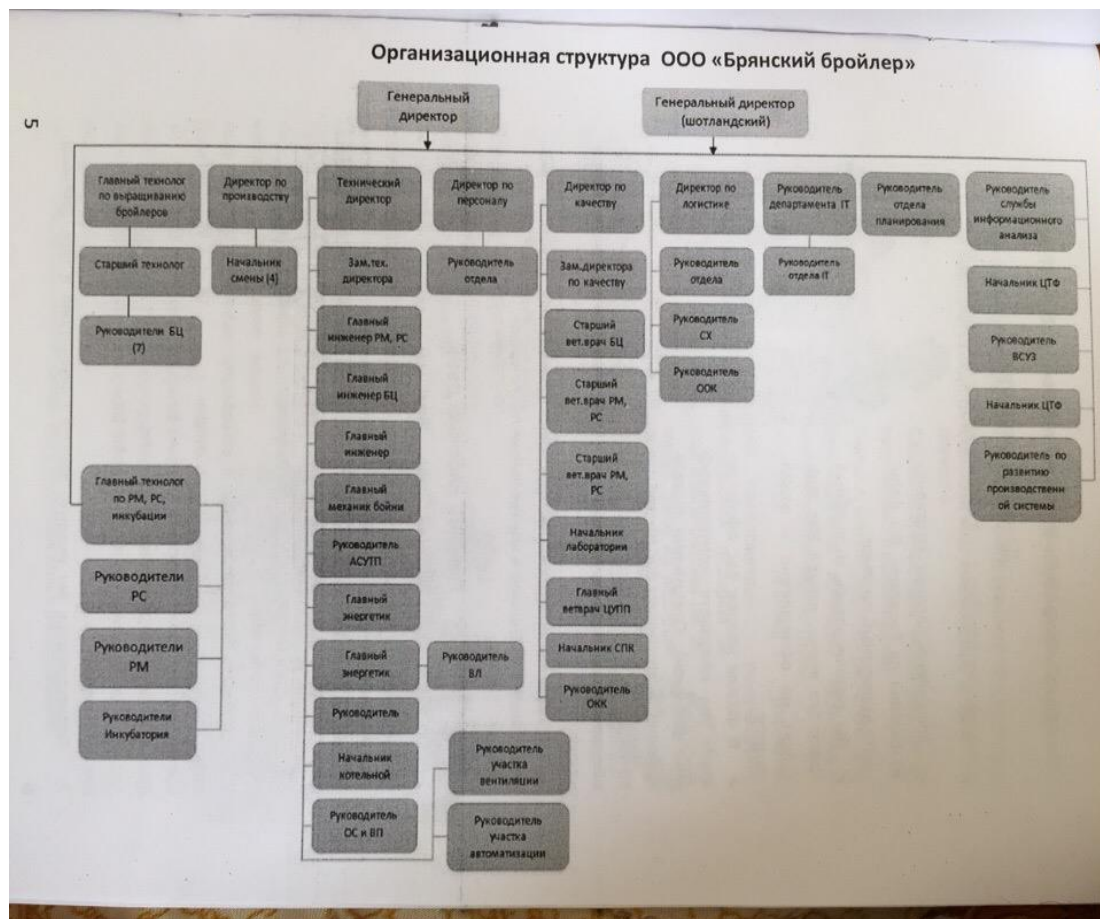 Организационная структура ООО «Брянский бройлер»
5
Генеральный
директор
Генеральный директор
(шотландский)
Главный технолог
по выращиванию
бройлеров
Директор по
производству
Технический
директор
Директор по
персоналу
Директор по
качеству
Директор по
логистике
Руководитель
департамента IT
Руководитель
отдела
планирования
Руководитель
службы
информационного
анализа
Старший технолог
Начальник
смены (4)
Зам.тех.
директора
Руководитель
отдела
Зам.директора
по качеству
Руководитель
отдела
Руководитель
отдела IT
Начальник ЦТФ
Руководители БЦ
(7)
Главный
инженер РМ, РС
Старший
вет.врач БЦ
Руководитель
СХ
Руководитель
ВСУЗ
Главный
инженер БЦ
Старший
вет.врач РМ,
РС
Руководитель
ООК
Начальник ЦТФ
Главный
инженер
Старший
вет.врач РМ,
РС
Руководитель по
развитию
производственн
ой системы
Главный технолог
по РМ, РС,
инкубации
Главный
механик бойни
Руководитель
АСУТП
Начальник
лаборатории
Руководители
РС
Главный
энергетик
Главный
ветврач ЦУПП
Руководители
РМ
Главный
энергетик
Руководитель
ВЛ
Начальник СПК
Руководитель
ОКК
Руководители
Инкубатория
Руководитель
Начальник
котельной
Руководитель
участка
вентиляции
Руководитель
ОС и ВП
Руководитель
участка
автоматизации